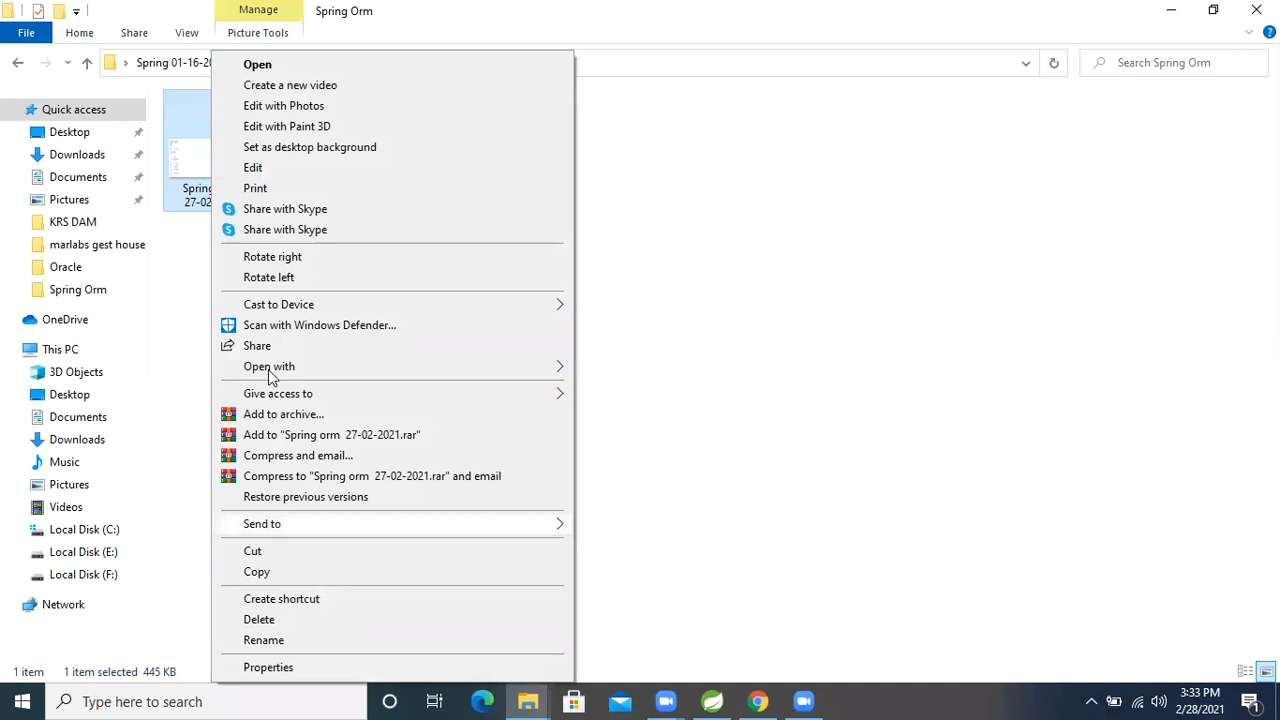 Manage
Spring Orm
File
Home
Share
View
Picture Tools
Spring 01-16-20
Search Spring Orm
Quick access
Desktop
Downloads
Documents
Pictures
KRS DAM
marlabs gest house
Oracle
Spring Orm
OneDrive
This PC
3D Objects
Desktop
Documents
Downloads
Music
Pictures
Videos
Local Disk (C:)
Local Disk (E:)
Local Disk (F:)
Network
Spring
27-02
Open
Create a new video
Edit with Photos
Edit with Paint 3D
Set as desktop background
Edit
Print
Share with Skype
Share with Skype
Rotate right
Rotate left
Cast to Device
Scan with Windows Defender...
Share
Open with
Give access to
Add to archive...
Add to "Spring orm 27-02-2021.rar"
Compress and email...
Compress to "Spring orm 27-02-2021.rar" and email
Restore previous versions
Send to
Cut
Copy
Create shortcut
Delete
Rename
Properties
1 item
1 item selected 445 KB
Type here to search
3:33 PM
2/28/2021
1